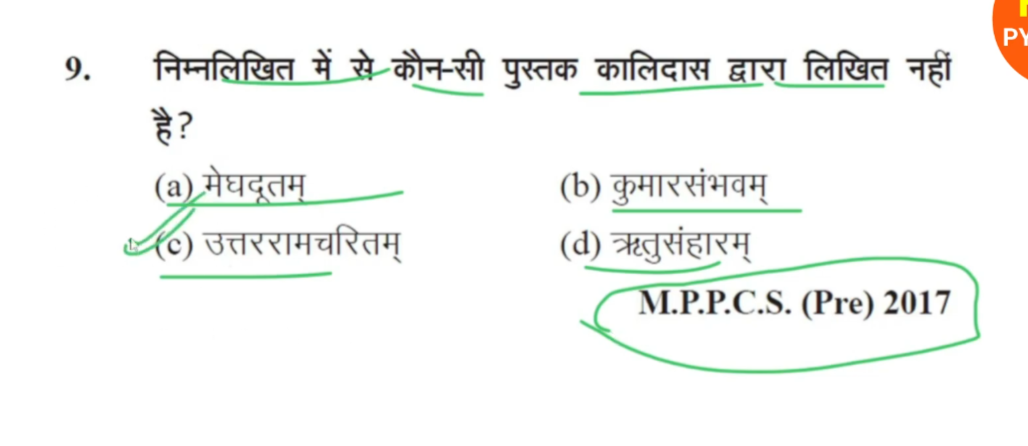 9. निम्नलिखित में से कौन-सी पुस्तक कालिदास द्वारा लिखित नहीं
है?
(a) मेघदूतम् (b) कुमारसंभवम्
(c) उत्तररामचरितम् (d) ऋतुसंहारम्
M.P.P.C.S. (Pre) 2017